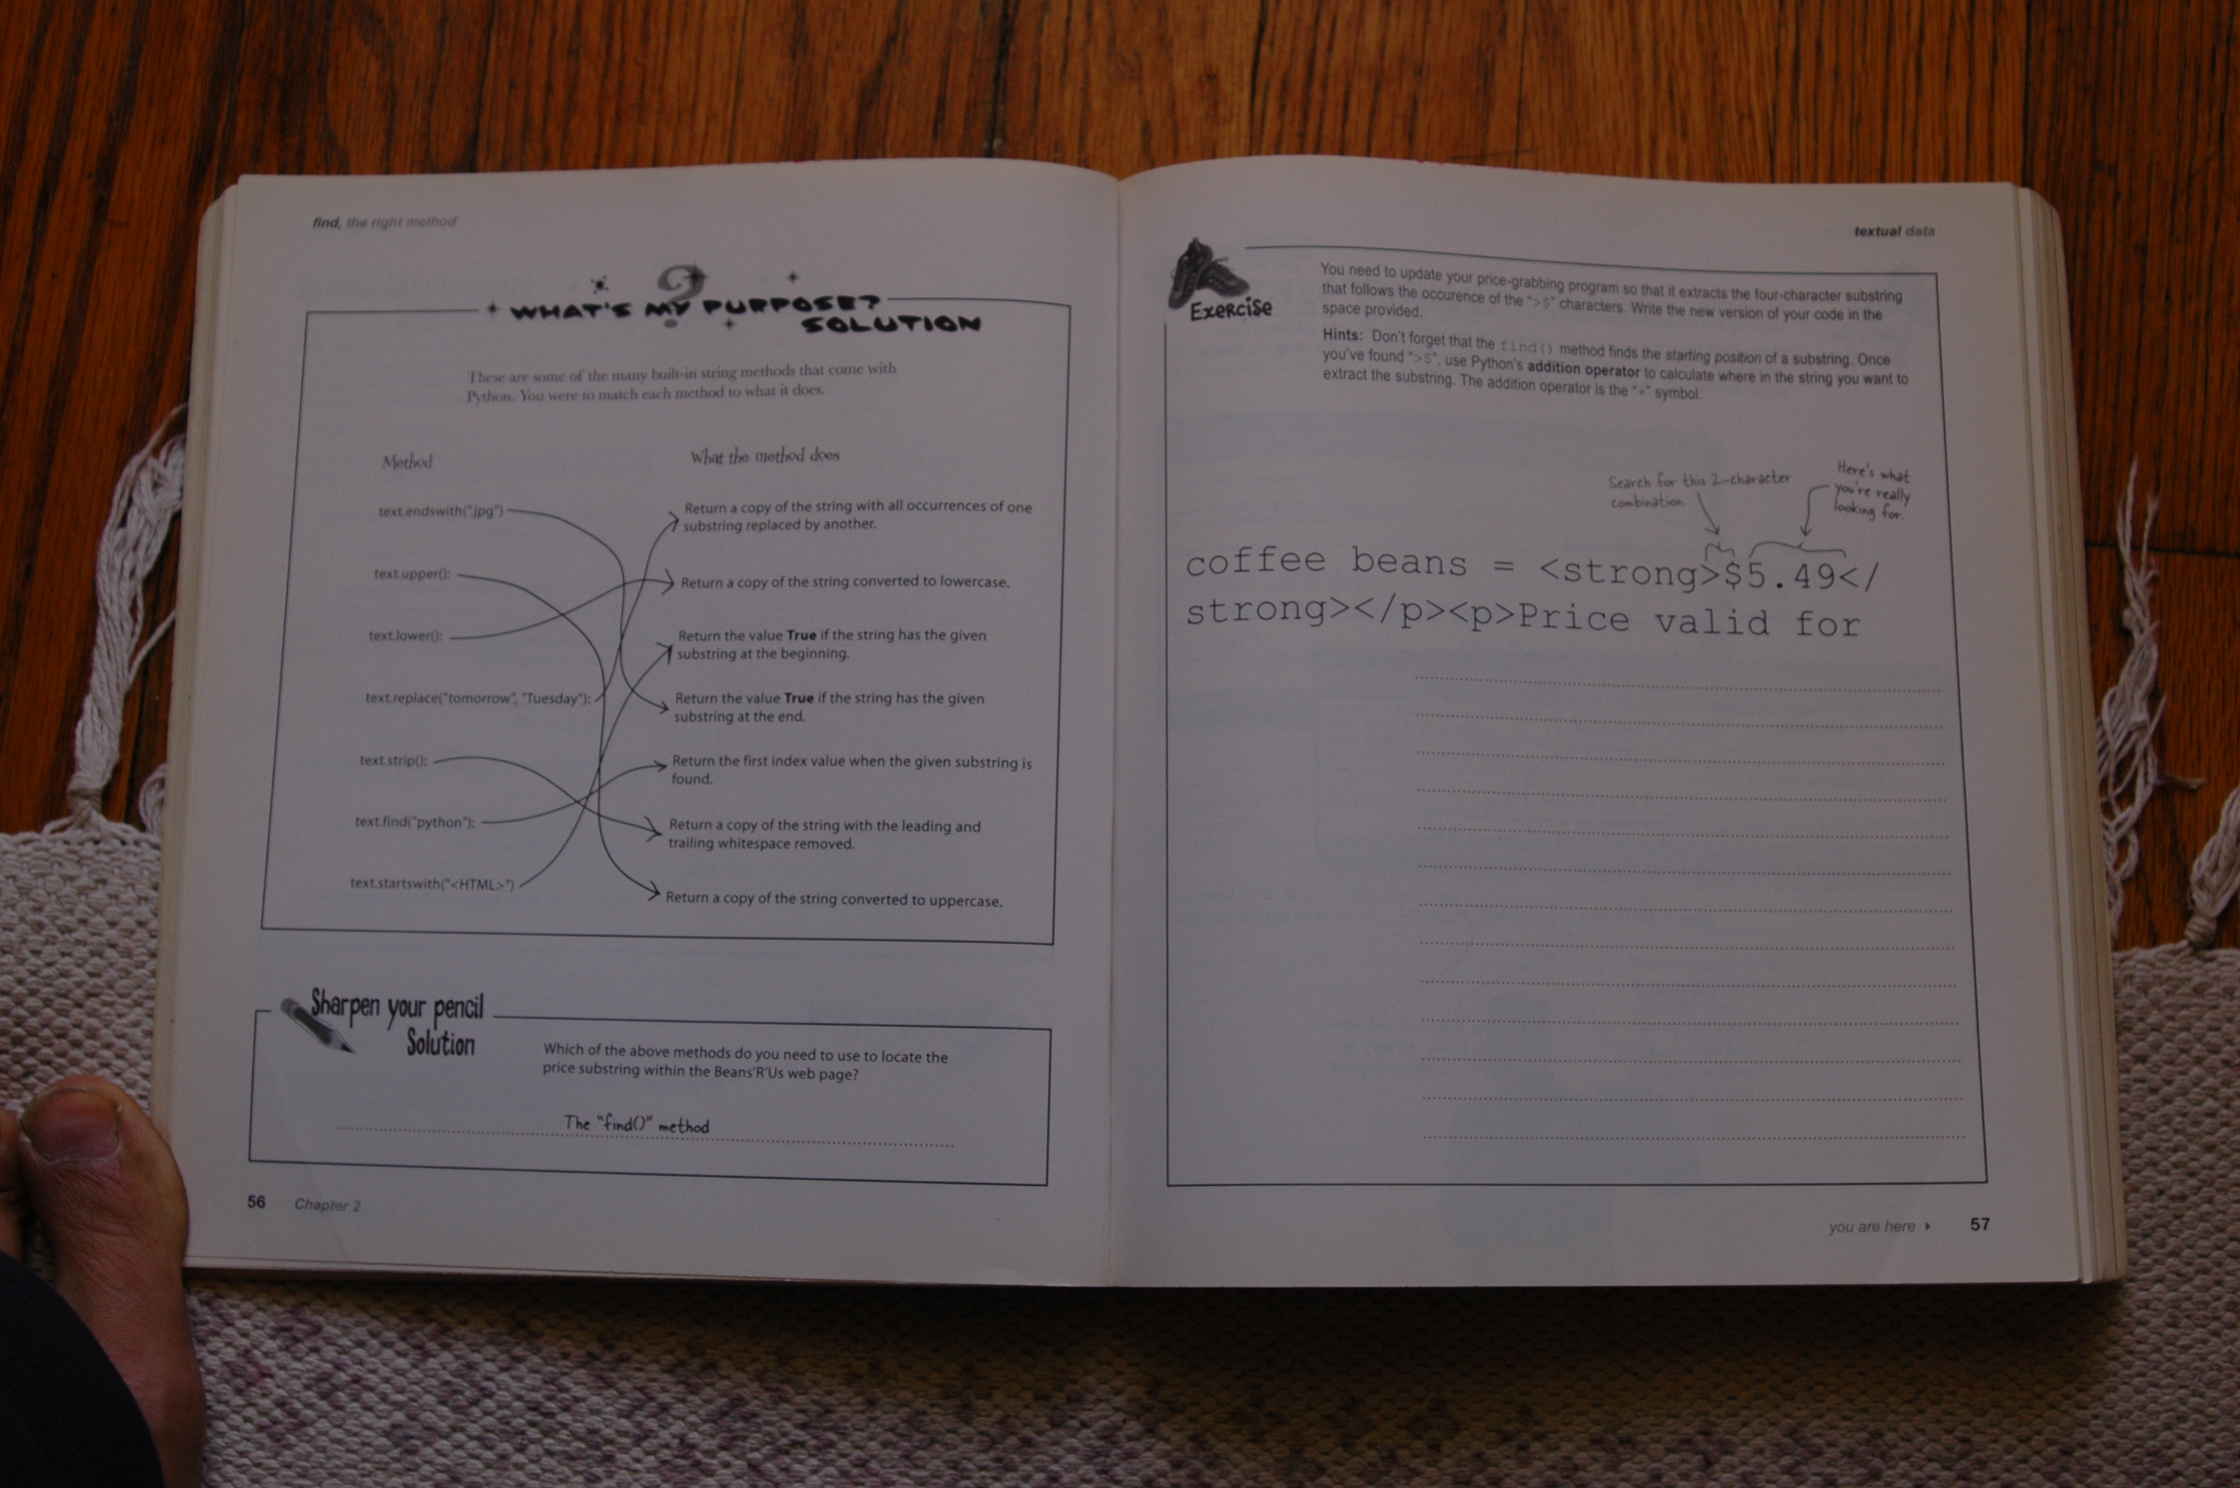 find, the right method
WHAT'S MY PURPOSE?
SOLUTION
These are some of the many built-in string methods that come with
Python. You were to match each method to what it does.
Method
What the method does
text.endswith(".jpg")
Return a copy of the string with all occurrences of one
substring replaced by another.
text.upper():
Return a copy of the string converted to lowercase.
text.lower():
Return the value True if the string has the given
substring at the beginning.
text.replace("tomorrow", "Tuesday"):
Return the value True if the string has the given
substring at the end.
text.strip():
Return the first index value when the given substring is
found.
text.find("python"):
Return a copy of the string with the leading and
trailing whitespace removed.
text.startswith("<HTML>")
Return a copy of the string converted to uppercase.
Sharpen your pencil
Solution
Which of the above methods do you need to use to locate the
price substring within the Beans'R'Us web page?
The "find()" method
56 Chapter 2
textual data
Exercise
You need to update your price-grabbing program so that it extracts the four-character substring
that follows the occurence of the ">$" characters. Write the new version of your code in the
space provided.
Hints: Don't forget that the find() method finds the starting position of a substring. Once
you've found ">$", use Python's addition operator to calculate where in the string you want to
extract the substring. The addition operator is the "+" symbol.
Search for this 2-character
combination.
Here's what
you're really
looking for.
coffee beans = <strong>$5.49</
strong></p><p>Price valid for
you are here ▸ 57